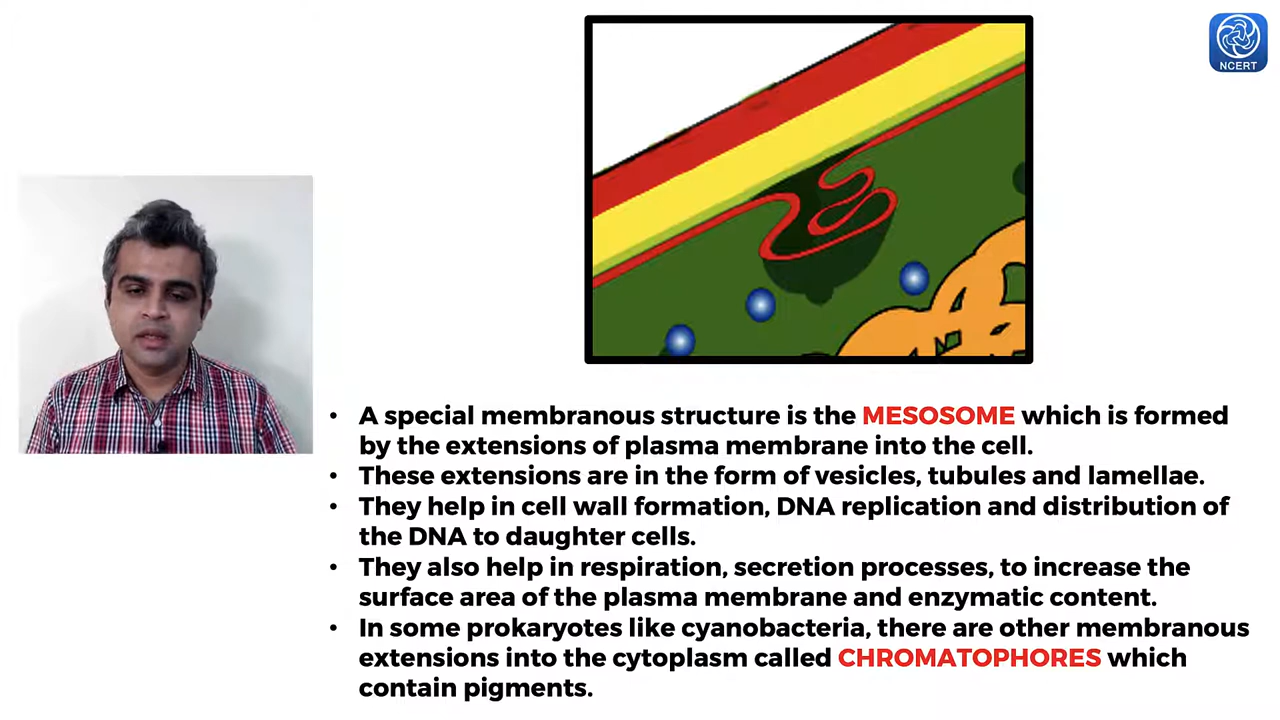 NCERT
• A special membranous structure is the MESOSOME which is formed
by the extensions of plasma membrane into the cell.
• These extensions are in the form of vesicles, tubules and lamellae.
• They help in cell wall formation, DNA replication and distribution of
the DNA to daughter cells.
• They also help in respiration, secretion processes, to increase the
surface area of the plasma membrane and enzymatic content.
• In some prokaryotes like cyanobacteria, there are other membranous
extensions into the cytoplasm called CHROMATOPHORES which
contain pigments.